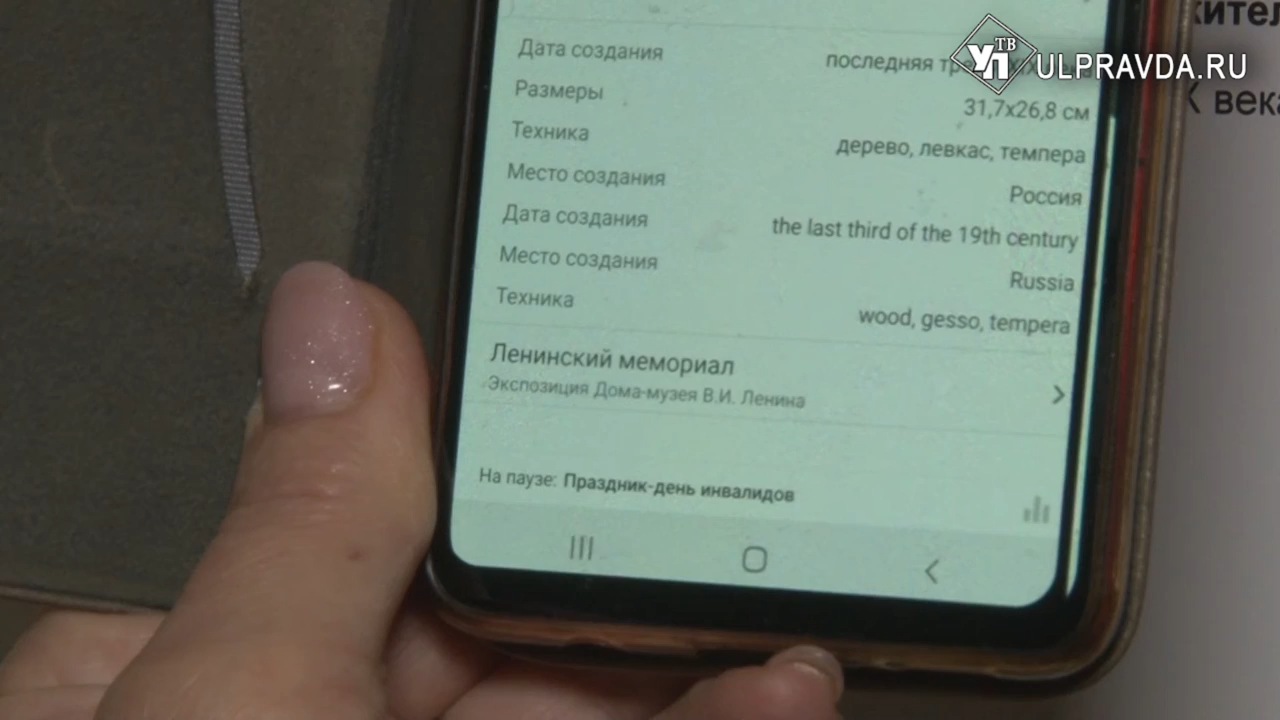 УП ТВ ULPRAVDA.RU
Дата создания последняя
Размеры 31,7x26,8 см
Техника дерево, левкас, темпера
Место создания Россия
Дата создания the last third of the 19th century
Место создания Russia
Техника wood, gesso, tempera
Ленинский мемориал
Экспозиция Дома-музея В.И. Ленина
На паузе: Праздник-день инвалидов